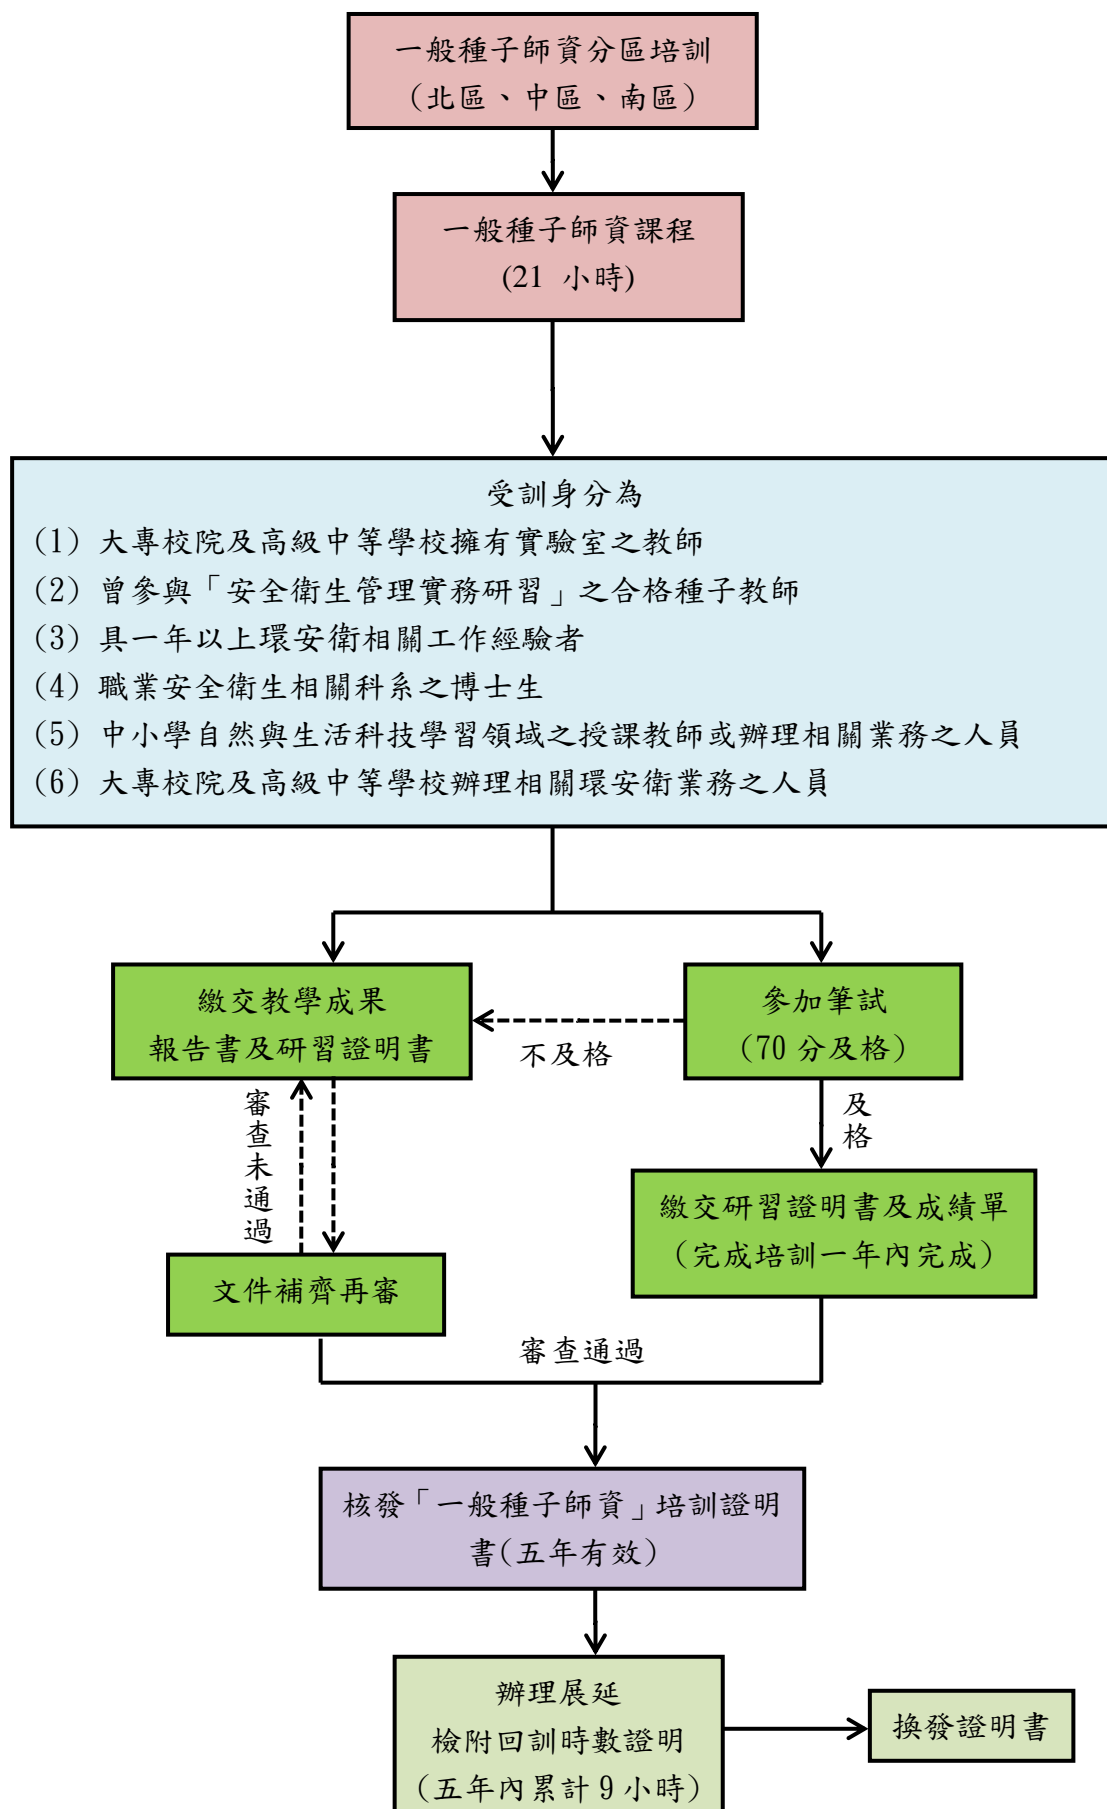 一般種子師資分區培訓
（北區、中區、南區）
一般種子師資課程
(21 小時)
受訓身分為
(1) 大專校院及高級中等學校擁有實驗室之教師
(2) 曾參與「安全衛生管理實務研習」之合格種子教師
(3) 具一年以上環安衛相關工作經驗者
(4) 職業安全衛生相關科系之博士生
(5) 中小學自然與生活科技學習領域之授課教師或辦理相關業務之人員
(6) 大專校院及高級中等學校辦理相關環安衛業務之人員
繳交教學成果
報告書及研習證明書
不及格
參加筆試
（70 分及格）
審查未通過
及格
文件補齊再審
繳交研習證明書及成績單
（完成培訓一年內完成）
審查通過
核發「一般種子師資」培訓證明
書(五年有效)
辦理展延
檢附回訓時數證明
（五年內累計 9 小時）
換發證明書